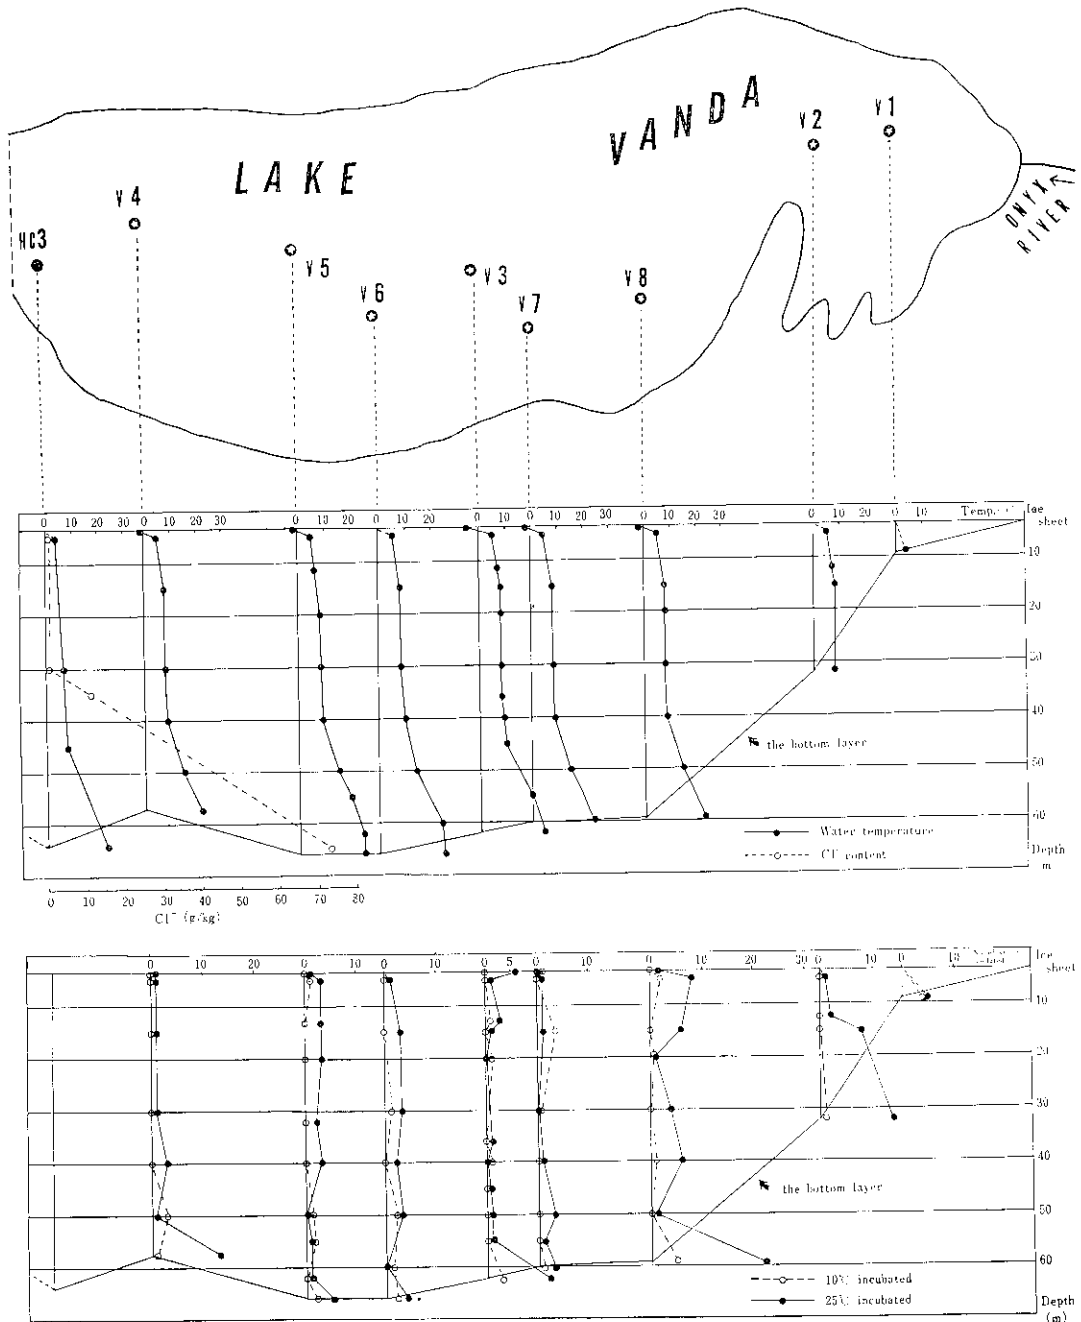 LAKE VANDA
V1
V2
V4
Hc3
V5
V6
V3
V7
V8
ONYX
RIVER
0 10 20 30 0 10 20 30 0 10 20 0 10 20 0 10 20 0 10 20 0 10 20 30 0 10 0 10 Ice
sheet
10
20
30
40
the bottom layer
50
60
Water temperature
Cl⁻ content
Depth
m
0 10 20 30 40 50 60 70 80
Cl⁻ (g/kg)
0 10 20 0 10 0 10 0 5 0 10 0 10 20 30 0 10 0 10 Ice
sheet
10
20
30
40
the bottom layer
50
60
10℃ incubated
25℃ incubated
Depth
(m)